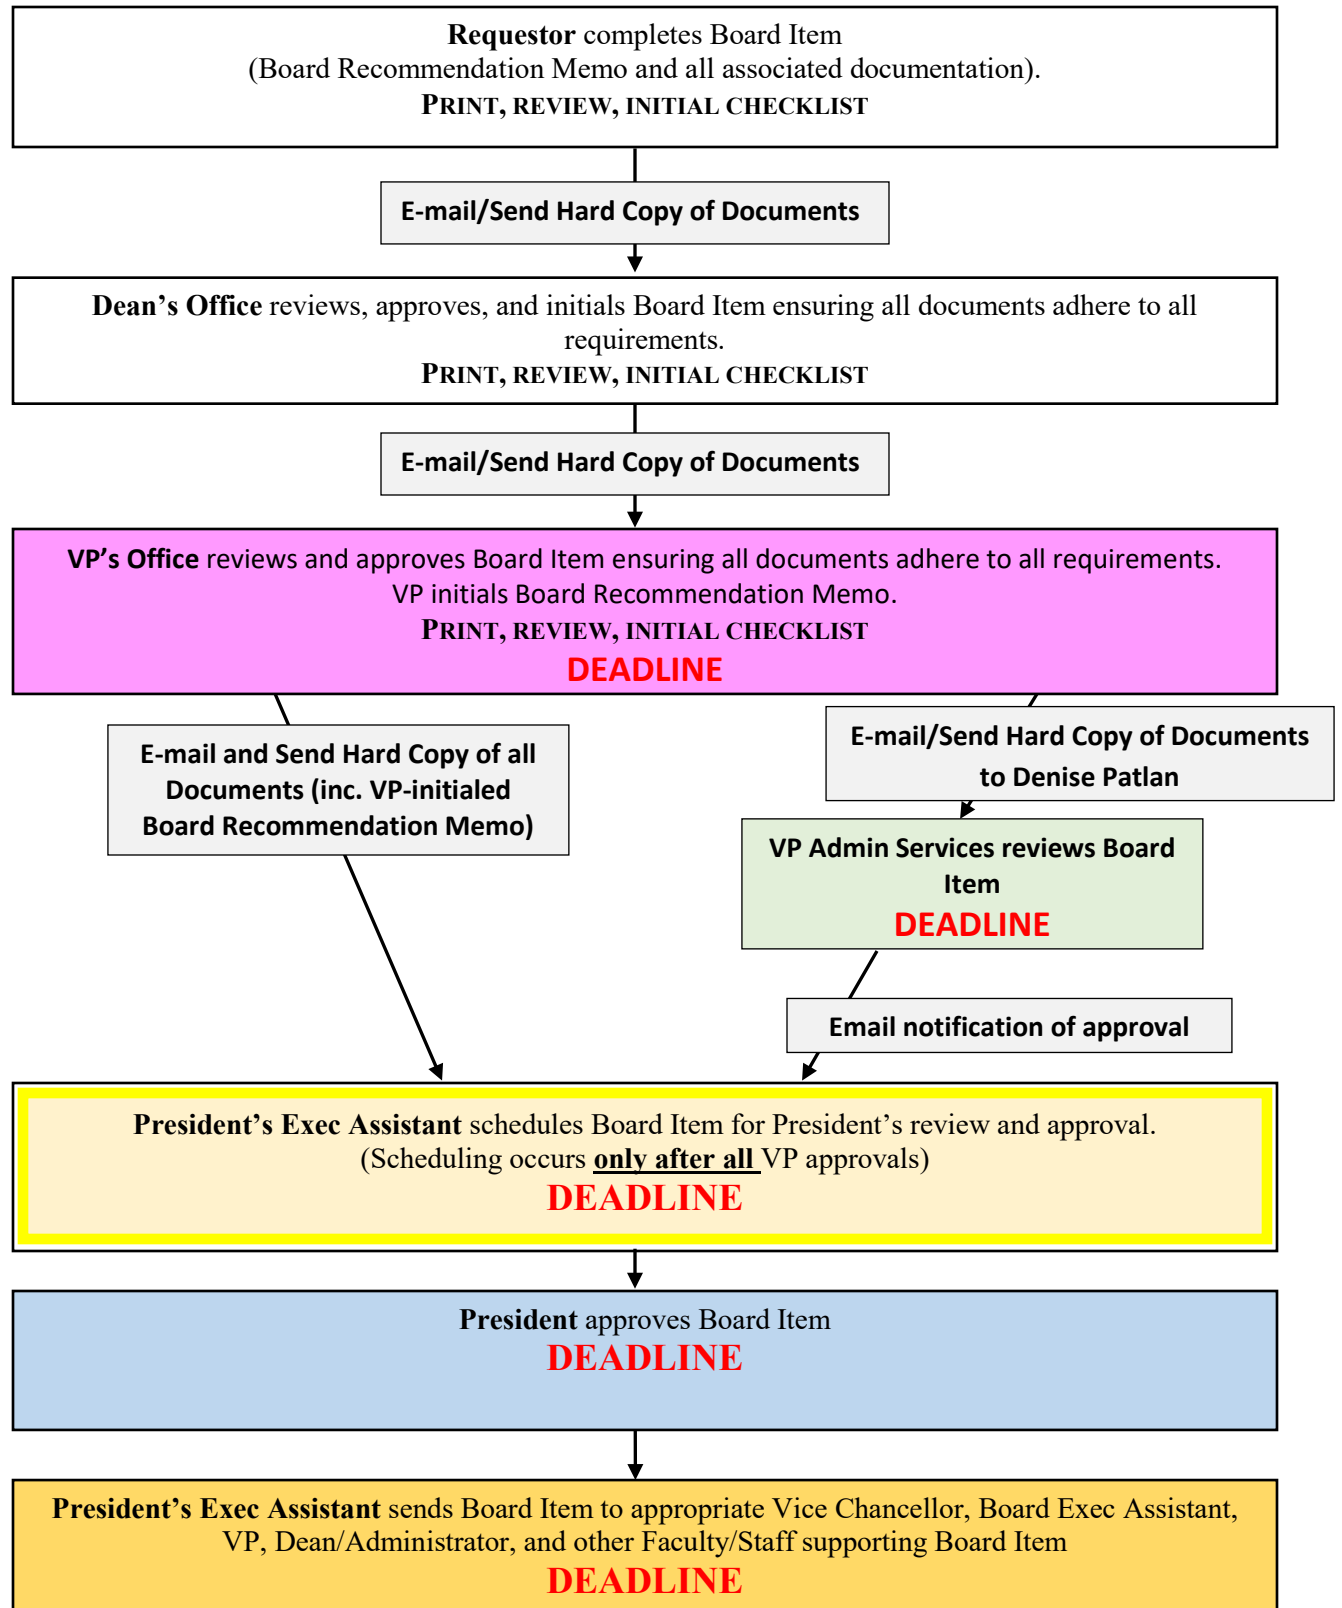 Requestor completes Board Item
(Board Recommendation Memo and all associated documentation).
PRINT, REVIEW, INITIAL CHECKLIST
E-mail/Send Hard Copy of Documents
Dean’s Office reviews, approves, and initials Board Item ensuring all documents adhere to all
requirements.
PRINT, REVIEW, INITIAL CHECKLIST
E-mail/Send Hard Copy of Documents
VP’s Office reviews and approves Board Item ensuring all documents adhere to all requirements.
VP initials Board Recommendation Memo.
PRINT, REVIEW, INITIAL CHECKLIST
DEADLINE
E-mail and Send Hard Copy of all
Documents (inc. VP-initialed
Board Recommendation Memo)
E-mail/Send Hard Copy of Documents
to Denise Patlan
VP Admin Services reviews Board
Item
DEADLINE
Email notification of approval
President’s Exec Assistant schedules Board Item for President’s review and approval.
(Scheduling occurs only after all VP approvals)
DEADLINE
President approves Board Item
DEADLINE
President’s Exec Assistant sends Board Item to appropriate Vice Chancellor, Board Exec Assistant,
VP, Dean/Administrator, and other Faculty/Staff supporting Board Item
DEADLINE